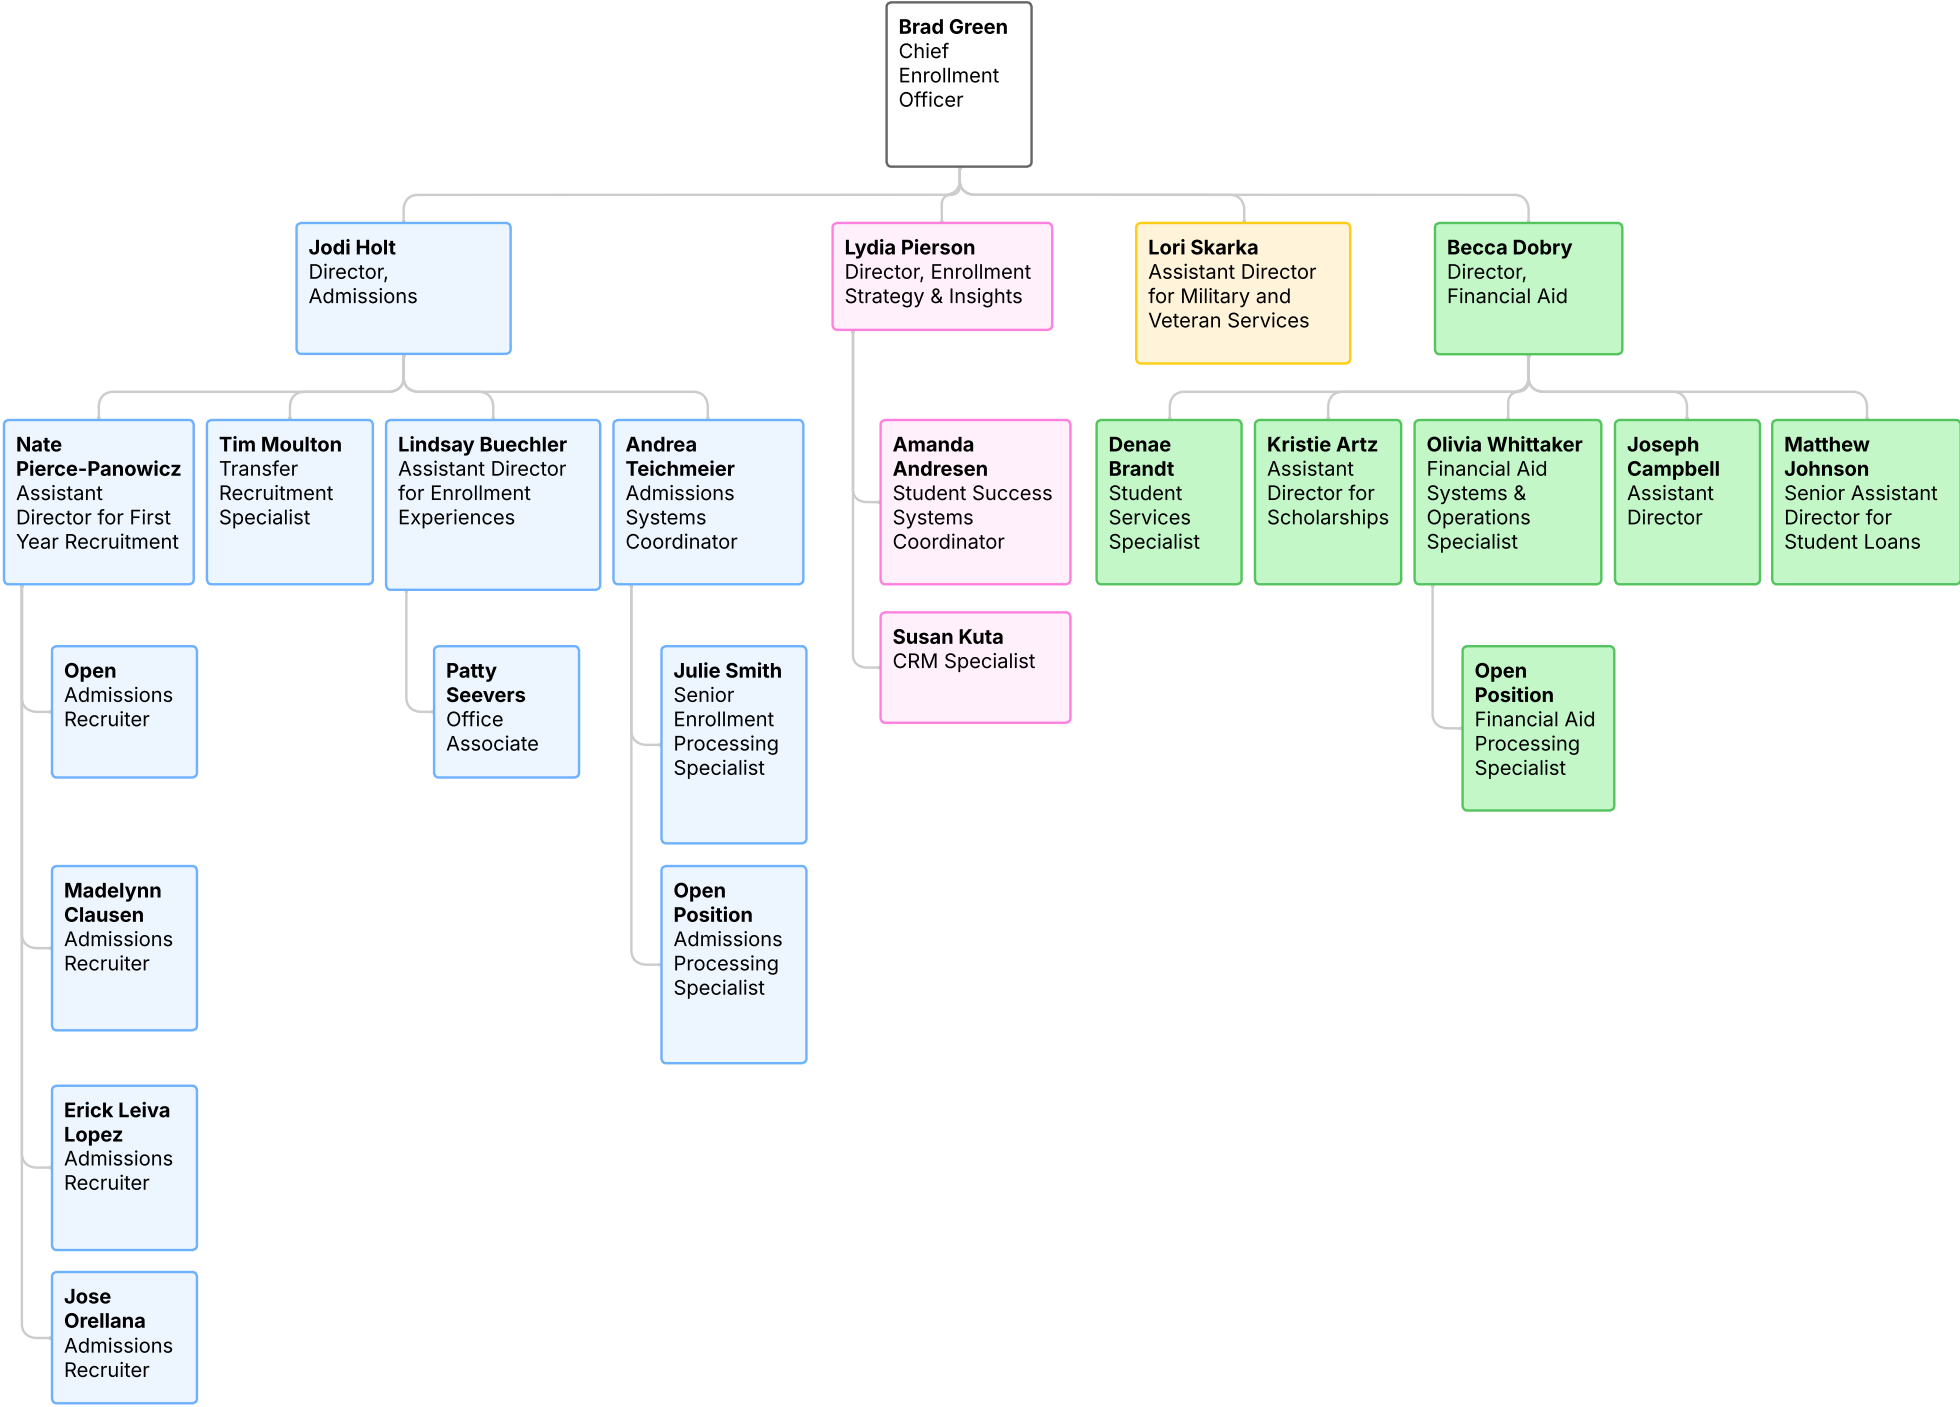 Brad Green
Chief
Enrollment
Officer
Jodi Holt
Director,
Admissions
Lydia Pierson
Director, Enrollment
Strategy & Insights
Lori Skarka
Assistant Director
for Military and
Veteran Services
Becca Dobry
Director,
Financial Aid
Nate
Pierce-Panowicz
Assistant
Director for First
Year Recruitment
Tim Moulton
Transfer
Recruitment
Specialist
Lindsay Buechler
Assistant Director
for Enrollment
Experiences
Andrea
Teichmeier
Admissions
Systems
Coordinator
Amanda
Andresen
Student Success
Systems
Coordinator
Denae
Brandt
Student
Services
Specialist
Kristie Artz
Assistant
Director for
Scholarships
Olivia Whittaker
Financial Aid
Systems &
Operations
Specialist
Joseph
Campbell
Assistant
Director
Matthew
Johnson
Senior Assistant
Director for
Student Loans
Susan Kuta
CRM Specialist
Open
Admissions
Recruiter
Patty
Seevers
Office
Associate
Julie Smith
Senior
Enrollment
Processing
Specialist
Open
Position
Financial Aid
Processing
Specialist
Madelynn
Clausen
Admissions
Recruiter
Open
Position
Admissions
Processing
Specialist
Erick Leiva
Lopez
Admissions
Recruiter
Jose
Orellana
Admissions
Recruiter